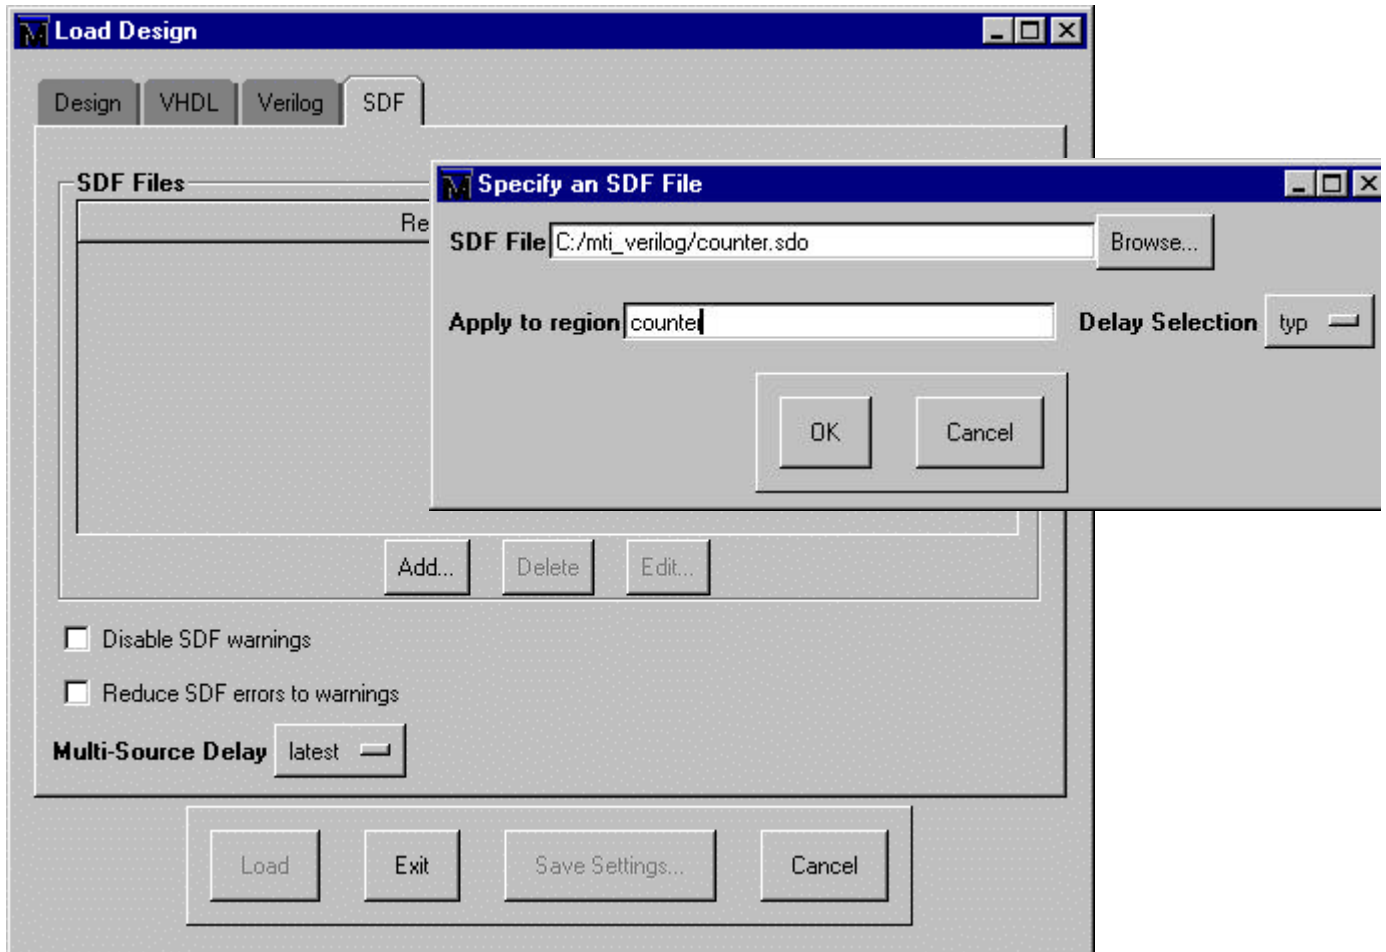 Load Design
Design VHDL Verilog SDF
SDF Files
Re
Specify an SDF File
SDF File C:/mti_verilog/counter.sdo Browse...
Apply to region counter Delay Selection typ
OK Cancel
Add... Delete Edit...
Disable SDF warnings
Reduce SDF errors to warnings
Multi-Source Delay latest
Load Exit Save Settings... Cancel